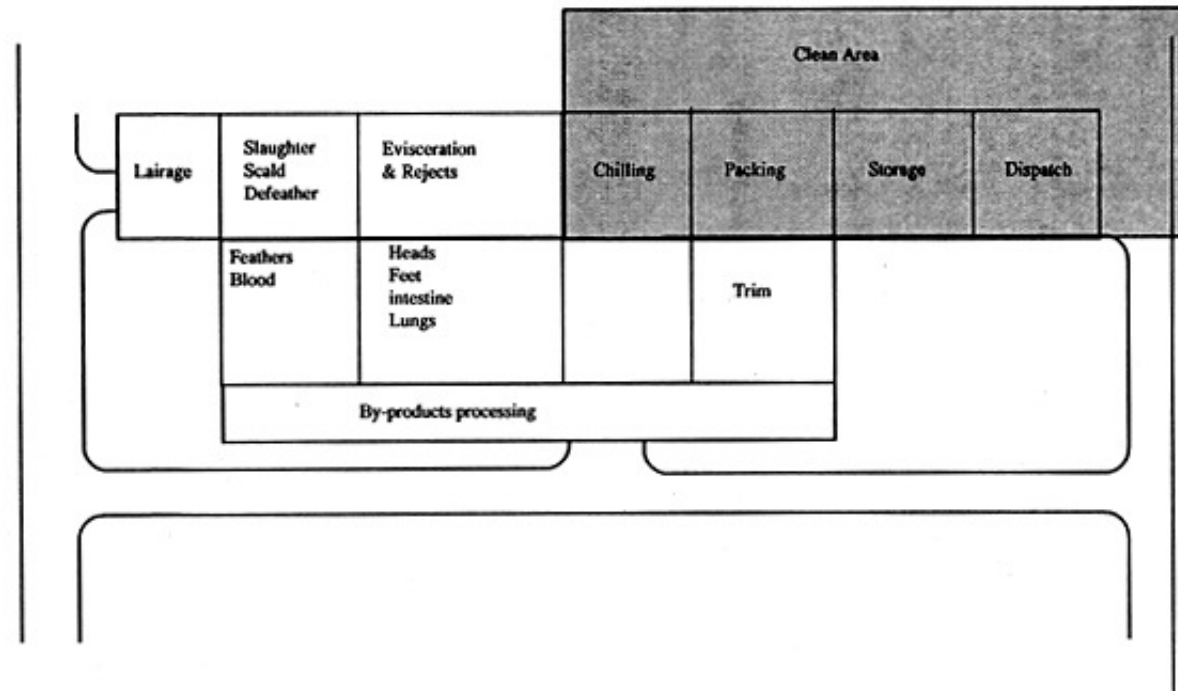 Clean Area
Lairage
Slaughter
Scald
Defeather
Evisceration
& Rejects
Chilling
Packing
Storage
Dispatch
Feathers
Blood
Heads
Feet
intestine
Lungs
Trim
By-products processing